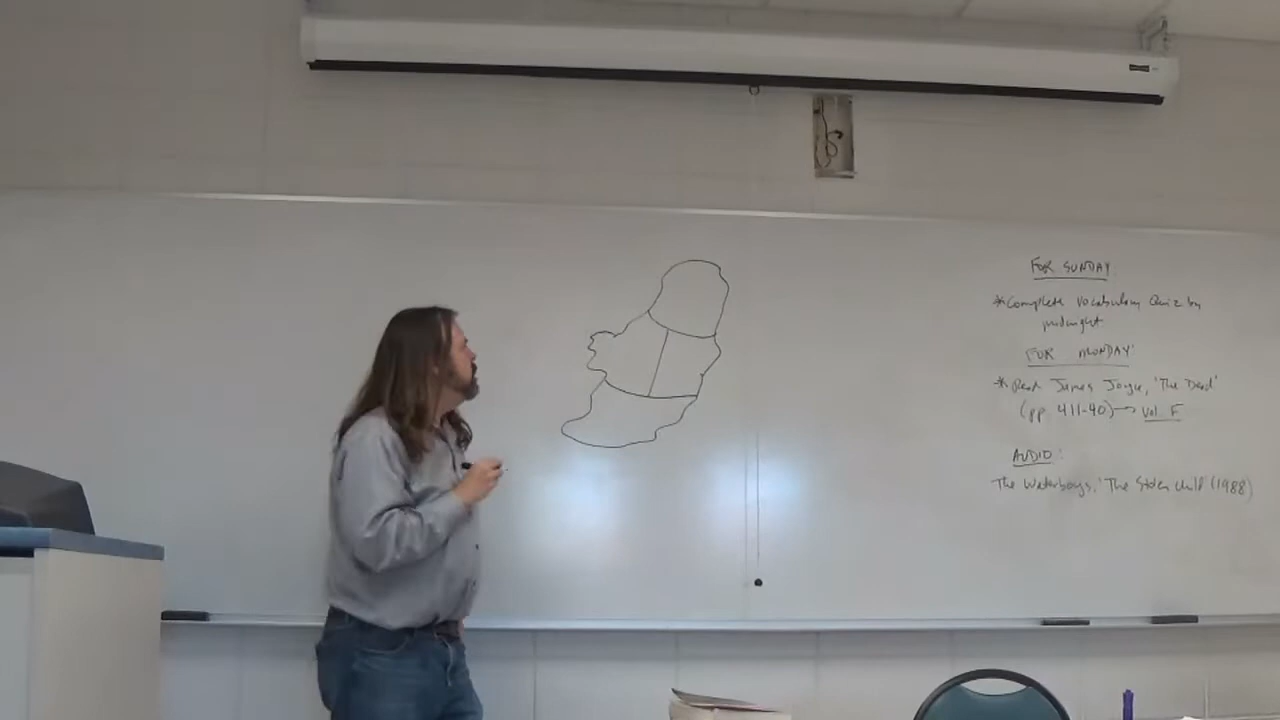 FOR SUNDAY
*Complete Vocabulary Quiz by
midnight
FOR MONDAY:
*Read James Joyce, 'The Dead'
(pp. 411-40) → Vol. F
AUDIO:
The Waterboys, 'The Stolen Child' (1988)